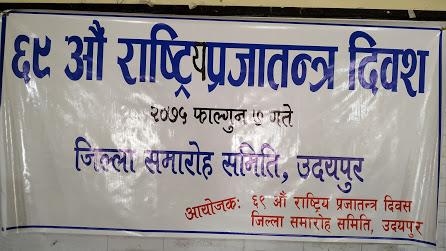 ६९ औं राष्ट्रिय प्रजातन्त्र दिवश
२०७५ फाल्गुन ७ गते
जिल्ला समारोह समिति, उदयपुर
आयोजकः ६९ औं राष्ट्रिय प्रजातन्त्र दिवस
जिल्ला समारोह समिति, उदयपुर